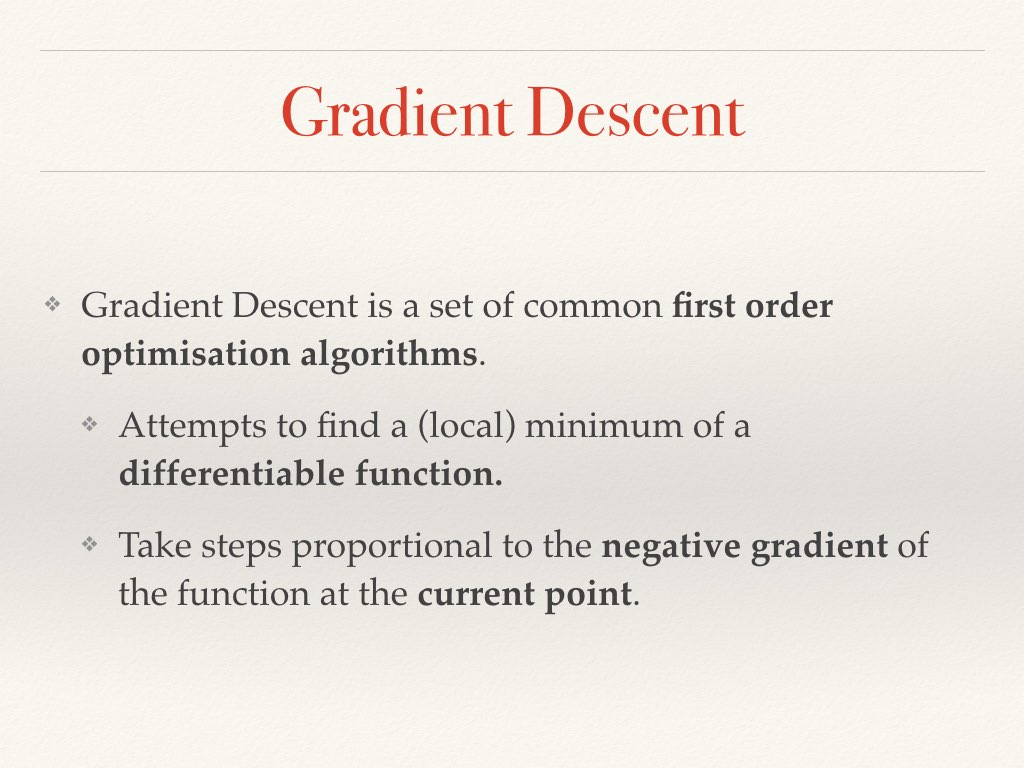 Gradient Descent
❖ Gradient Descent is a set of common first order
optimisation algorithms.
❖ Attempts to find a (local) minimum of a
differentiable function.
❖ Take steps proportional to the negative gradient of
the function at the current point.